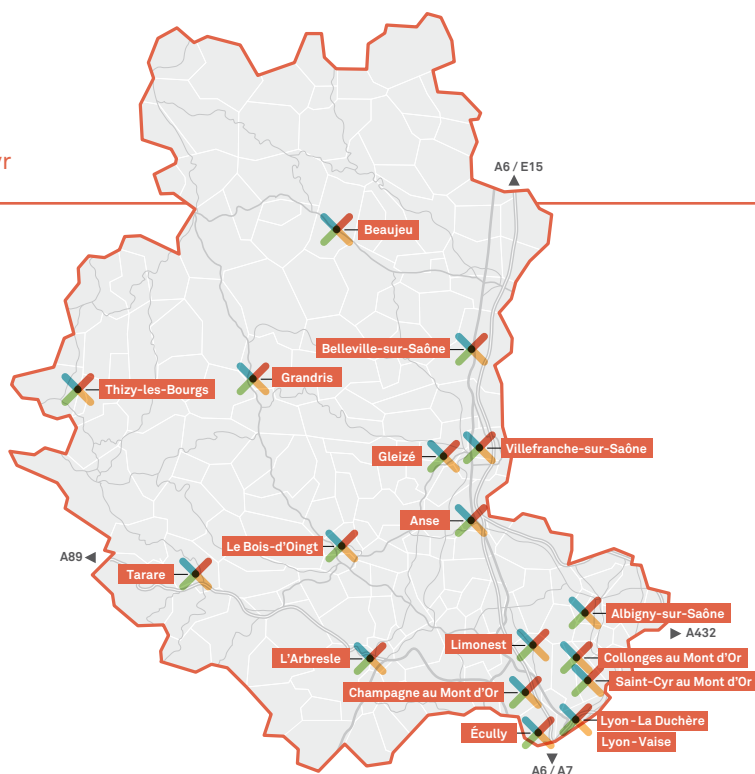 yr
A6 / E15
Beaujeu
Belleville-sur-Saône
Grandris
Thizy-les-Bourgs
Villefranche-sur-Saône
Gleizé
Anse
Le Bois-d'Oingt
A89
Tarare
Albigny-sur-Saône
A432
Limonest
L'Arbresle
Collonges au Mont d'Or
Saint-Cyr au Mont d'Or
Champagne au Mont d'Or
Lyon - La Duchère
Écully
Lyon - Vaise
A6 / A7